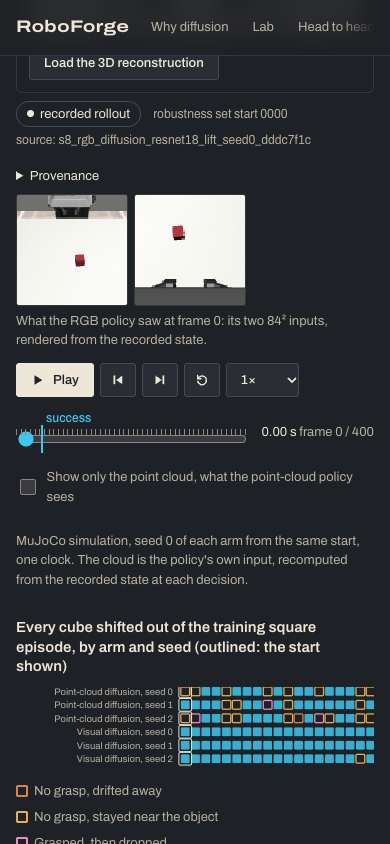 RoboForge Why diffusion Lab Head to head
Load the 3D reconstruction
recorded rollout robustness set start 0000
source: s8_rgb_diffusion_resnet18_lift_seed0_dddc7f1c
Provenance
What the RGB policy saw at frame 0: its two 84² inputs,
rendered from the recorded state.
Play 1×
success
0.00 s frame 0 / 400
Show only the point cloud, what the point-cloud policy
sees
MuJoCo simulation, seed 0 of each arm from the same start,
one clock. The cloud is the policy's own input, recomputed
from the recorded state at each decision.
Every cube shifted out of the training square
episode, by arm and seed (outlined: the start
shown)
Point-cloud diffusion, seed 0
Point-cloud diffusion, seed 1
Point-cloud diffusion, seed 2
Visual diffusion, seed 0
Visual diffusion, seed 1
Visual diffusion, seed 2
No grasp, drifted away
No grasp, stayed near the object
Grasped, then dropped